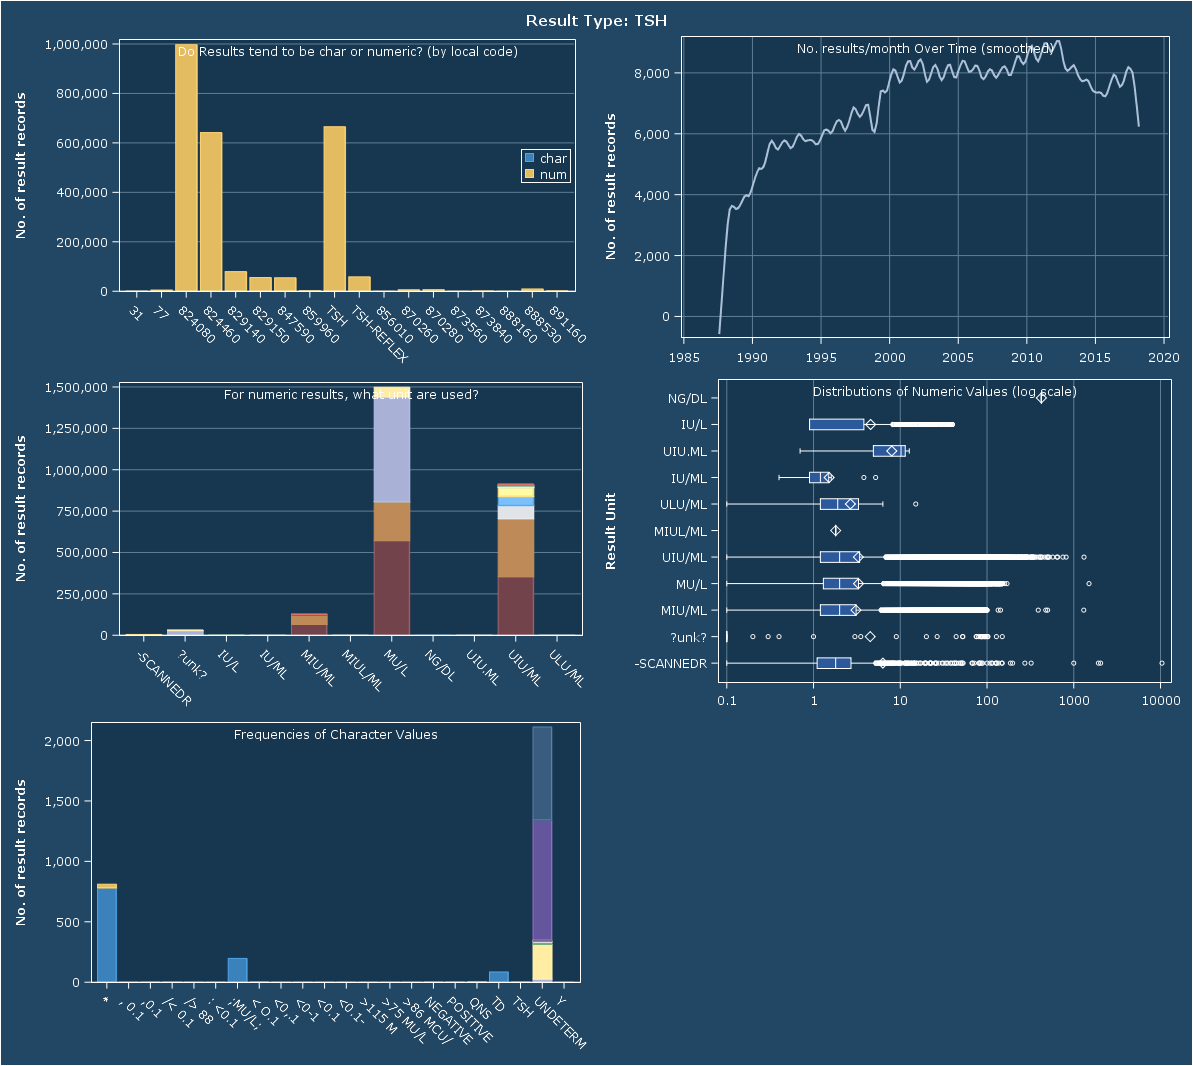 Result Type: TSH
Do Results tend to be char or numeric? (by local code)
No. of result records
1,000,000
800,000
600,000
400,000
200,000
0
char
num
31
77
824080
824460
829140
829150
847590
859960
TSH
TSH-REFLEX
856010
870260
870280
873560
873840
888160
888530
891160
No. results/month Over Time (smoothed)
No. of result records
8,000
6,000
4,000
2,000
0
1985
1990
1995
2000
2005
2010
2015
2020
For numeric results, what unit are used?
No. of result records
1,500,000
1,250,000
1,000,000
750,000
500,000
250,000
0
-SCANNEDR
?unk?
IU/L
IU/ML
MIU/ML
MIUL/ML
MU/L
NG/DL
UIU.ML
UIU/ML
ULU/ML
Distributions of Numeric Values (log scale)
Result Unit
NG/DL
IU/L
UIU.ML
IU/ML
ULU/ML
MIUL/ML
UIU/ML
MU/L
MIU/ML
?unk?
-SCANNEDR
0.1
1
10
100
1000
10000
Frequencies of Character Values
No. of result records
2,000
1,500
1,000
500
0
*
, 0.1
,0.1
/< 0.1
/> 88
: <0.1
;MU/L;
< O.1
<0,.1
<0-1
<0.1
<0.1-
>115 M
>75 MU/L
>86 MCU/
NEGATIVE
POSITIVE
QNS
TD
TSH
UNDETERM
Y